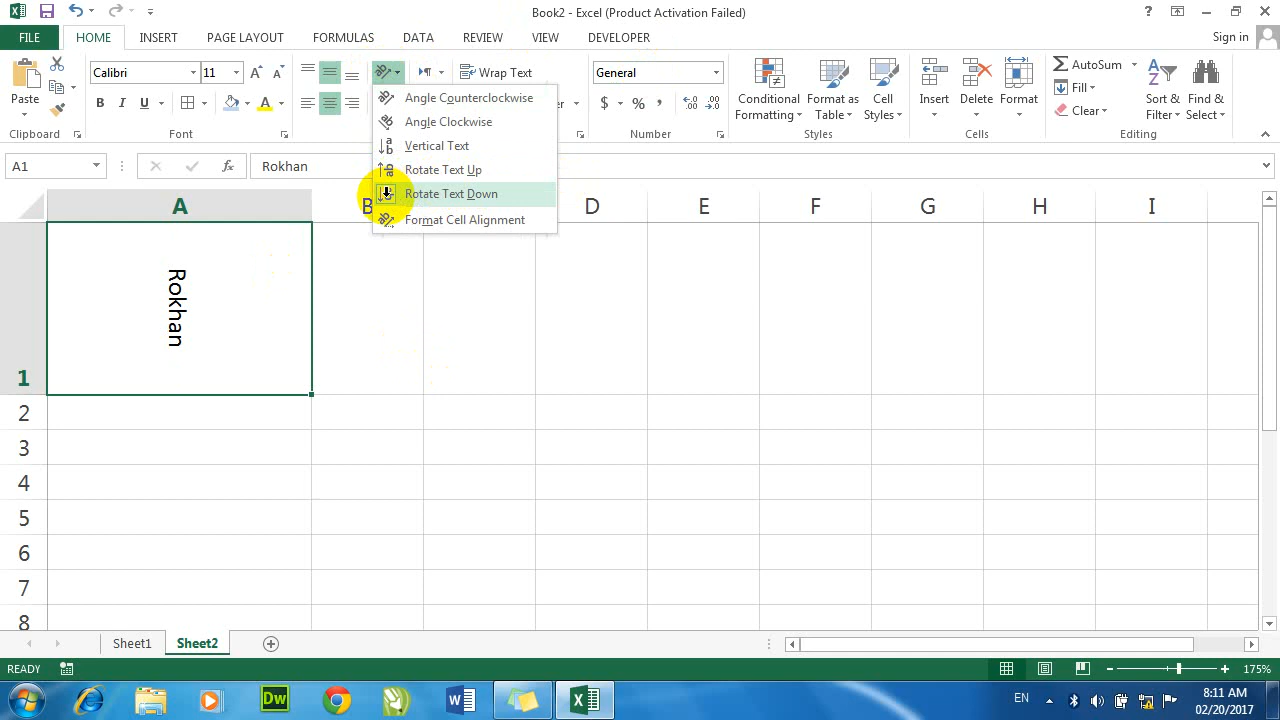 Book2 - Excel (Product Activation Failed)
FILE HOME INSERT PAGE LAYOUT FORMULAS DATA REVIEW VIEW DEVELOPER Sign in
Paste
Calibri 11
B I U
Clipboard Font
Wrap Text
Angle Counterclockwise
Angle Clockwise
Vertical Text
Rotate Text Up
Rotate Text Down
Format Cell Alignment
General
$ % ,
Number
Conditional Formatting
Format as Table
Cell Styles
Styles
Insert Delete Format
Cells
AutoSum
Fill
Clear
Sort & Filter
Find & Select
Editing
A1 fx Rokhan
A B D E F G H I
Rokhan
1
2
3
4
5
6
7
8
Sheet1 Sheet2
READY 175%
Dw
EN
8:11 AM
02/20/2017